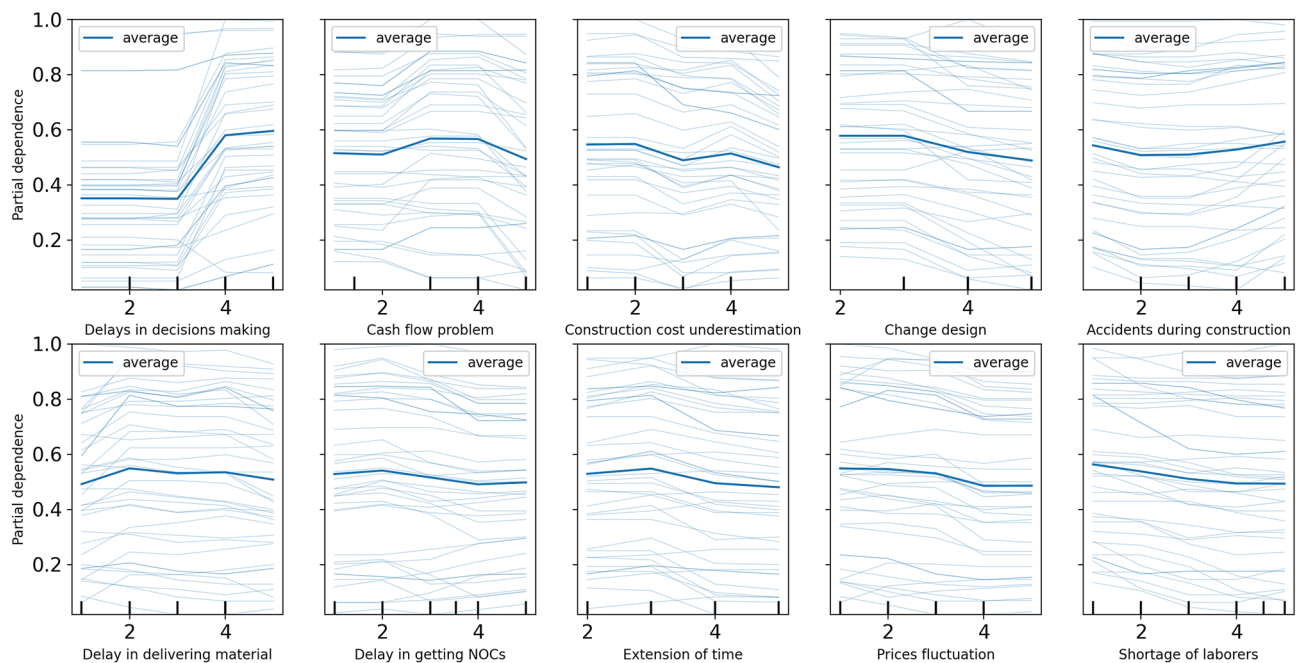 1.0
0.8
0.6
0.4
0.2
Partial dependence
average
average
average
average
average
2 4
2 4
2 4
2 4
2 4
Delays in decisions making
Cash flow problem
Construction cost underestimation
Change design
Accidents during construction
1.0
0.8
0.6
0.4
0.2
Partial dependence
average
average
average
average
average
2 4
2 4
2 4
2 4
2 4
Delay in delivering material
Delay in getting NOCs
Extension of time
Prices fluctuation
Shortage of laborers